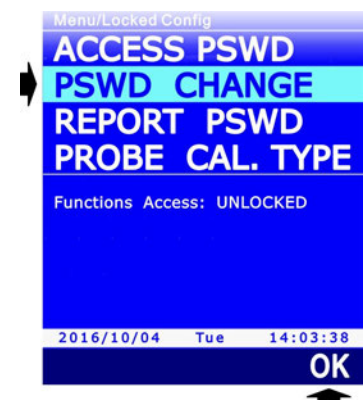 Menu/Locked Config
ACCESS PSWD
PSWD CHANGE
REPORT PSWD
PROBE CAL. TYPE
Functions Access: UNLOCKED
2016/10/04 Tue 14:03:38
OK